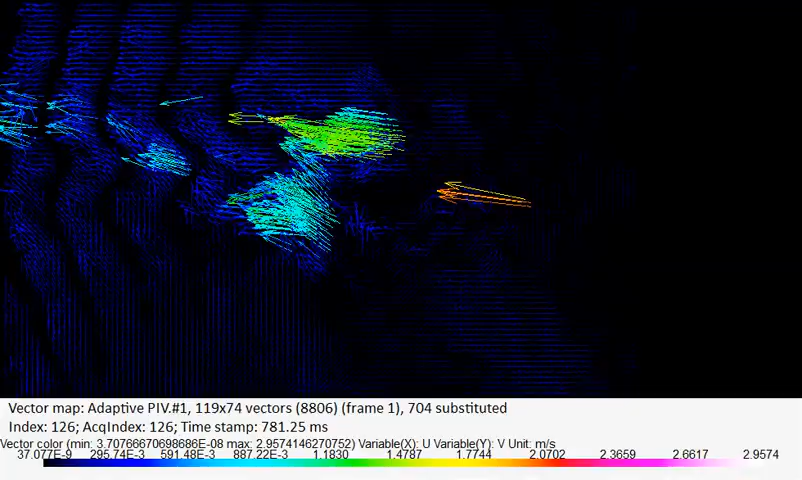 Vector map: Adaptive PIV.#1, 119x74 vectors (8806) (frame 1), 704 substituted
Index: 126; AcqIndex: 126; Time stamp: 781.25 ms
Vector color (min: 3.70766670698686E-08 max: 2.9574146270752) Variable(X): U Variable(Y): V Unit: m/s
37.077E-9 295.74E-3 591.48E-3 887.22E-3 1.1830 1.4787 1.7744 2.0702 2.3659 2.6617 2.9574